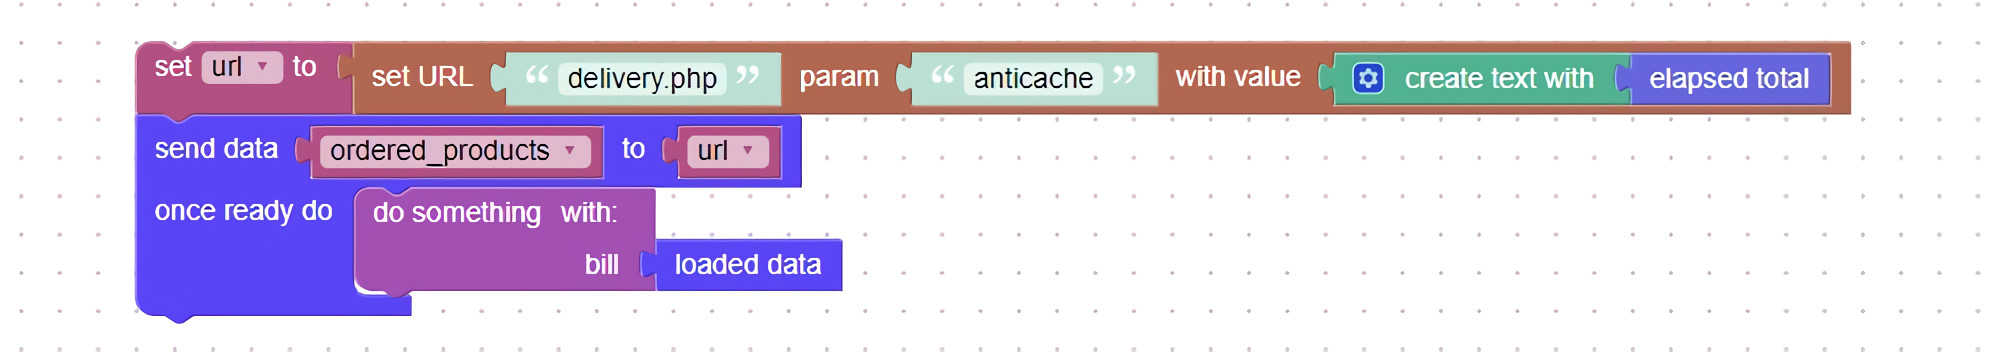 set url ▾ to set URL “ delivery.php ” param “ anticache ” with value create text with elapsed total
send data ordered_products ▾ to url ▾
once ready do do something with:
bill loaded data